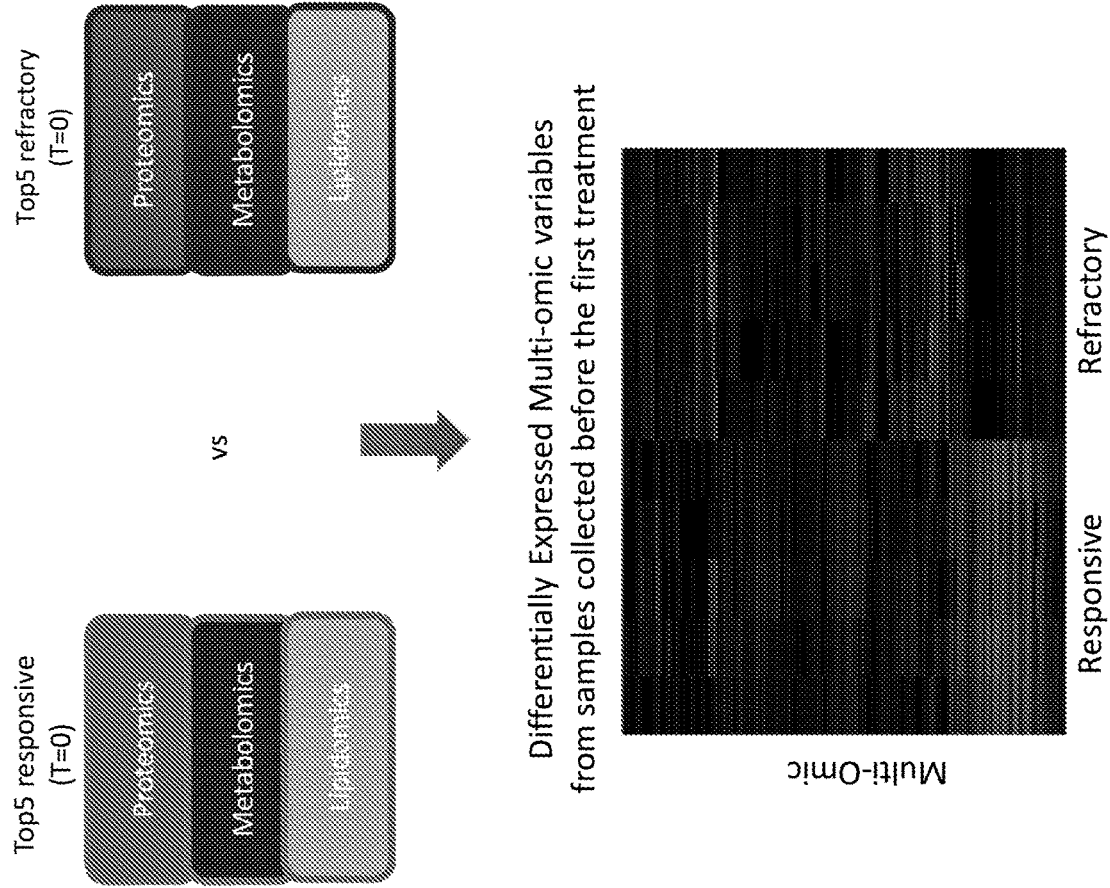 Top5 responsive
(T=0)
Proteomics
Metabolomics
Lipidomics
vs
Top5 refractory
(T=0)
Proteomics
Metabolomics
Lipidomics
Differentially Expressed Multi-omic variables
from samples collected before the first treatment
Multi-Omic
Responsive
Refractory